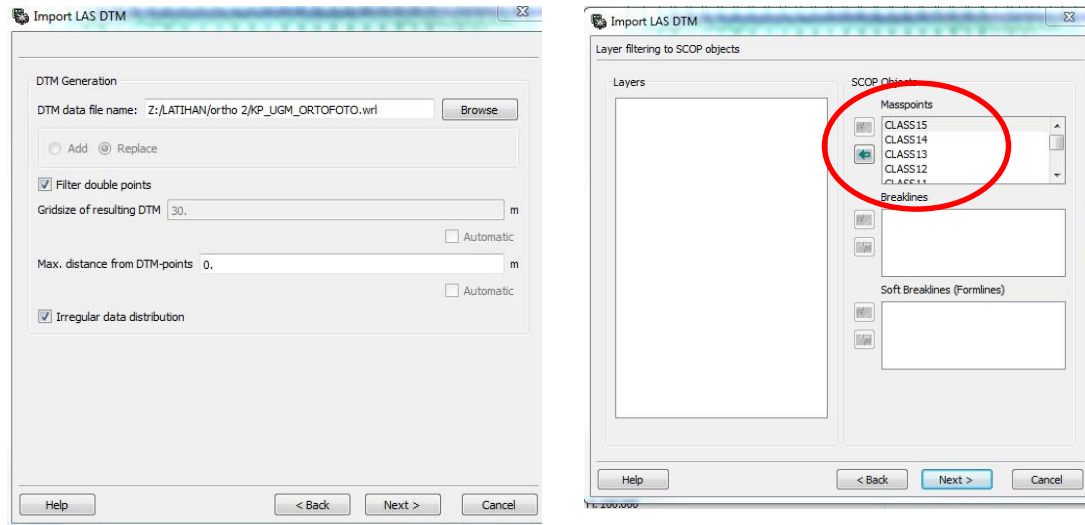 Import LAS DTM
DTM Generation
DTM data file name: Z:/LATIHAN/ortho 2/KP_UGM_ORTOFOTO.wrl Browse
Add Replace
Filter double points
Gridsize of resulting DTM 30. m
Automatic
Max. distance from DTM-points 0. m
Automatic
Irregular data distribution
Help < Back Next > Cancel
Import LAS DTM
Layer filtering to SCOP objects
Layers
SCOP Objects
Masspoints
CLASS15
CLASS14
CLASS13
CLASS12
CLASS11
Breaklines
Soft Breaklines (Formlines)
Help < Back Next > Cancel